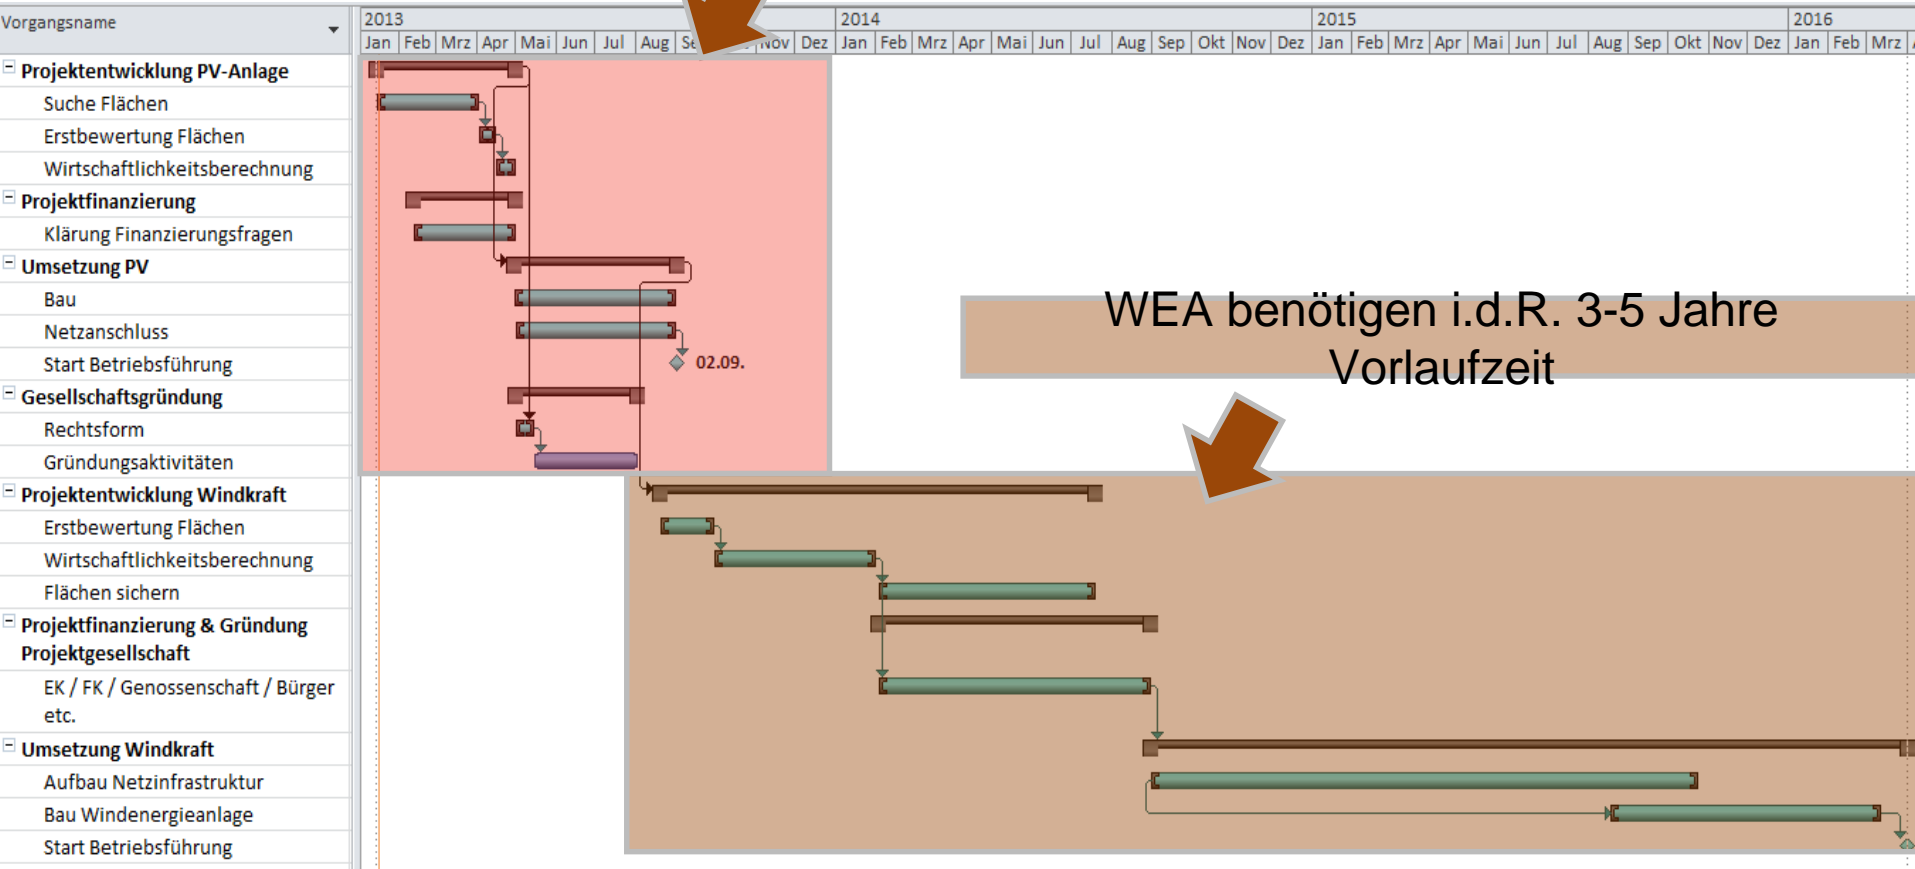 Vorgangsname
2013 2014 2015 2016
Jan Feb Mrz Apr Mai Jun Jul Aug Nov Dez Jan Feb Mrz Apr Mai Jun Jul Aug Sep Okt Nov Dez Jan Feb Mrz Apr Mai Jun Jul Aug Sep Okt Nov Dez Jan Feb Mrz
Projektentwicklung PV-Anlage
Suche Flächen
Erstbewertung Flächen
Wirtschaftlichkeitsberechnung
Projektfinanzierung
Klärung Finanzierungsfragen
Umsetzung PV
Bau
Netzanschluss
Start Betriebsführung
02.09.
Gesellschaftsgründung
Rechtsform
Gründungsaktivitäten
Projektentwicklung Windkraft
Erstbewertung Flächen
Wirtschaftlichkeitsberechnung
Flächen sichern
Projektfinanzierung & Gründung
Projektgesellschaft
EK / FK / Genossenschaft / Bürger
etc.
Umsetzung Windkraft
Aufbau Netzinfrastruktur
Bau Windenergieanlage
Start Betriebsführung
WEA benötigen i.d.R. 3-5 Jahre
Vorlaufzeit